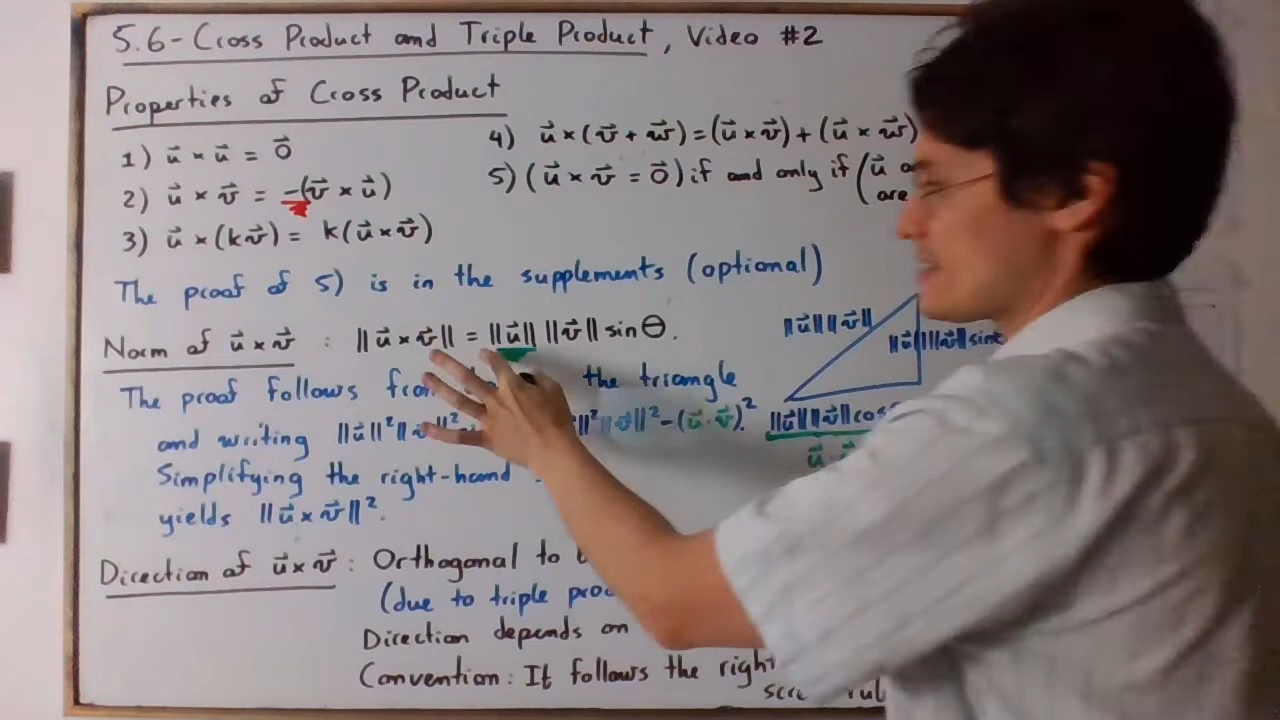 5.6 - Cross Product and Triple Product, Video #2
Properties of Cross Product
1) u⃗ × u⃗ = 0⃗
2) u⃗ × v⃗ = -(v⃗ × u⃗)
3) u⃗ × (kv⃗) = k(u⃗ × v⃗)
4) u⃗ × (v⃗ + w⃗) = (u⃗ × v⃗) + (u⃗ × w⃗)
5) (u⃗ × v⃗ = 0⃗) if and only if (u⃗
are
The proof of 5) is in the supplements (optional)
Norm of u⃗ × v⃗ : ||u⃗ × v⃗|| = ||u⃗|| ||v⃗|| sin θ.
The proof follows the triangle
and writing ||u⃗||² ||v⃗||² ||² ||v⃗||² - (u⃗ · v⃗)².
Simplifying the right-hand
yields ||u⃗ × v⃗||².
||u⃗|| ||v⃗||
||u⃗|| ||v⃗|| sin
||u⃗|| ||v⃗|| cos
u⃗ ·
Direction of u⃗ × v⃗ : Orthogonal to
(due to triple
Direction depends on
Convention: It follows the